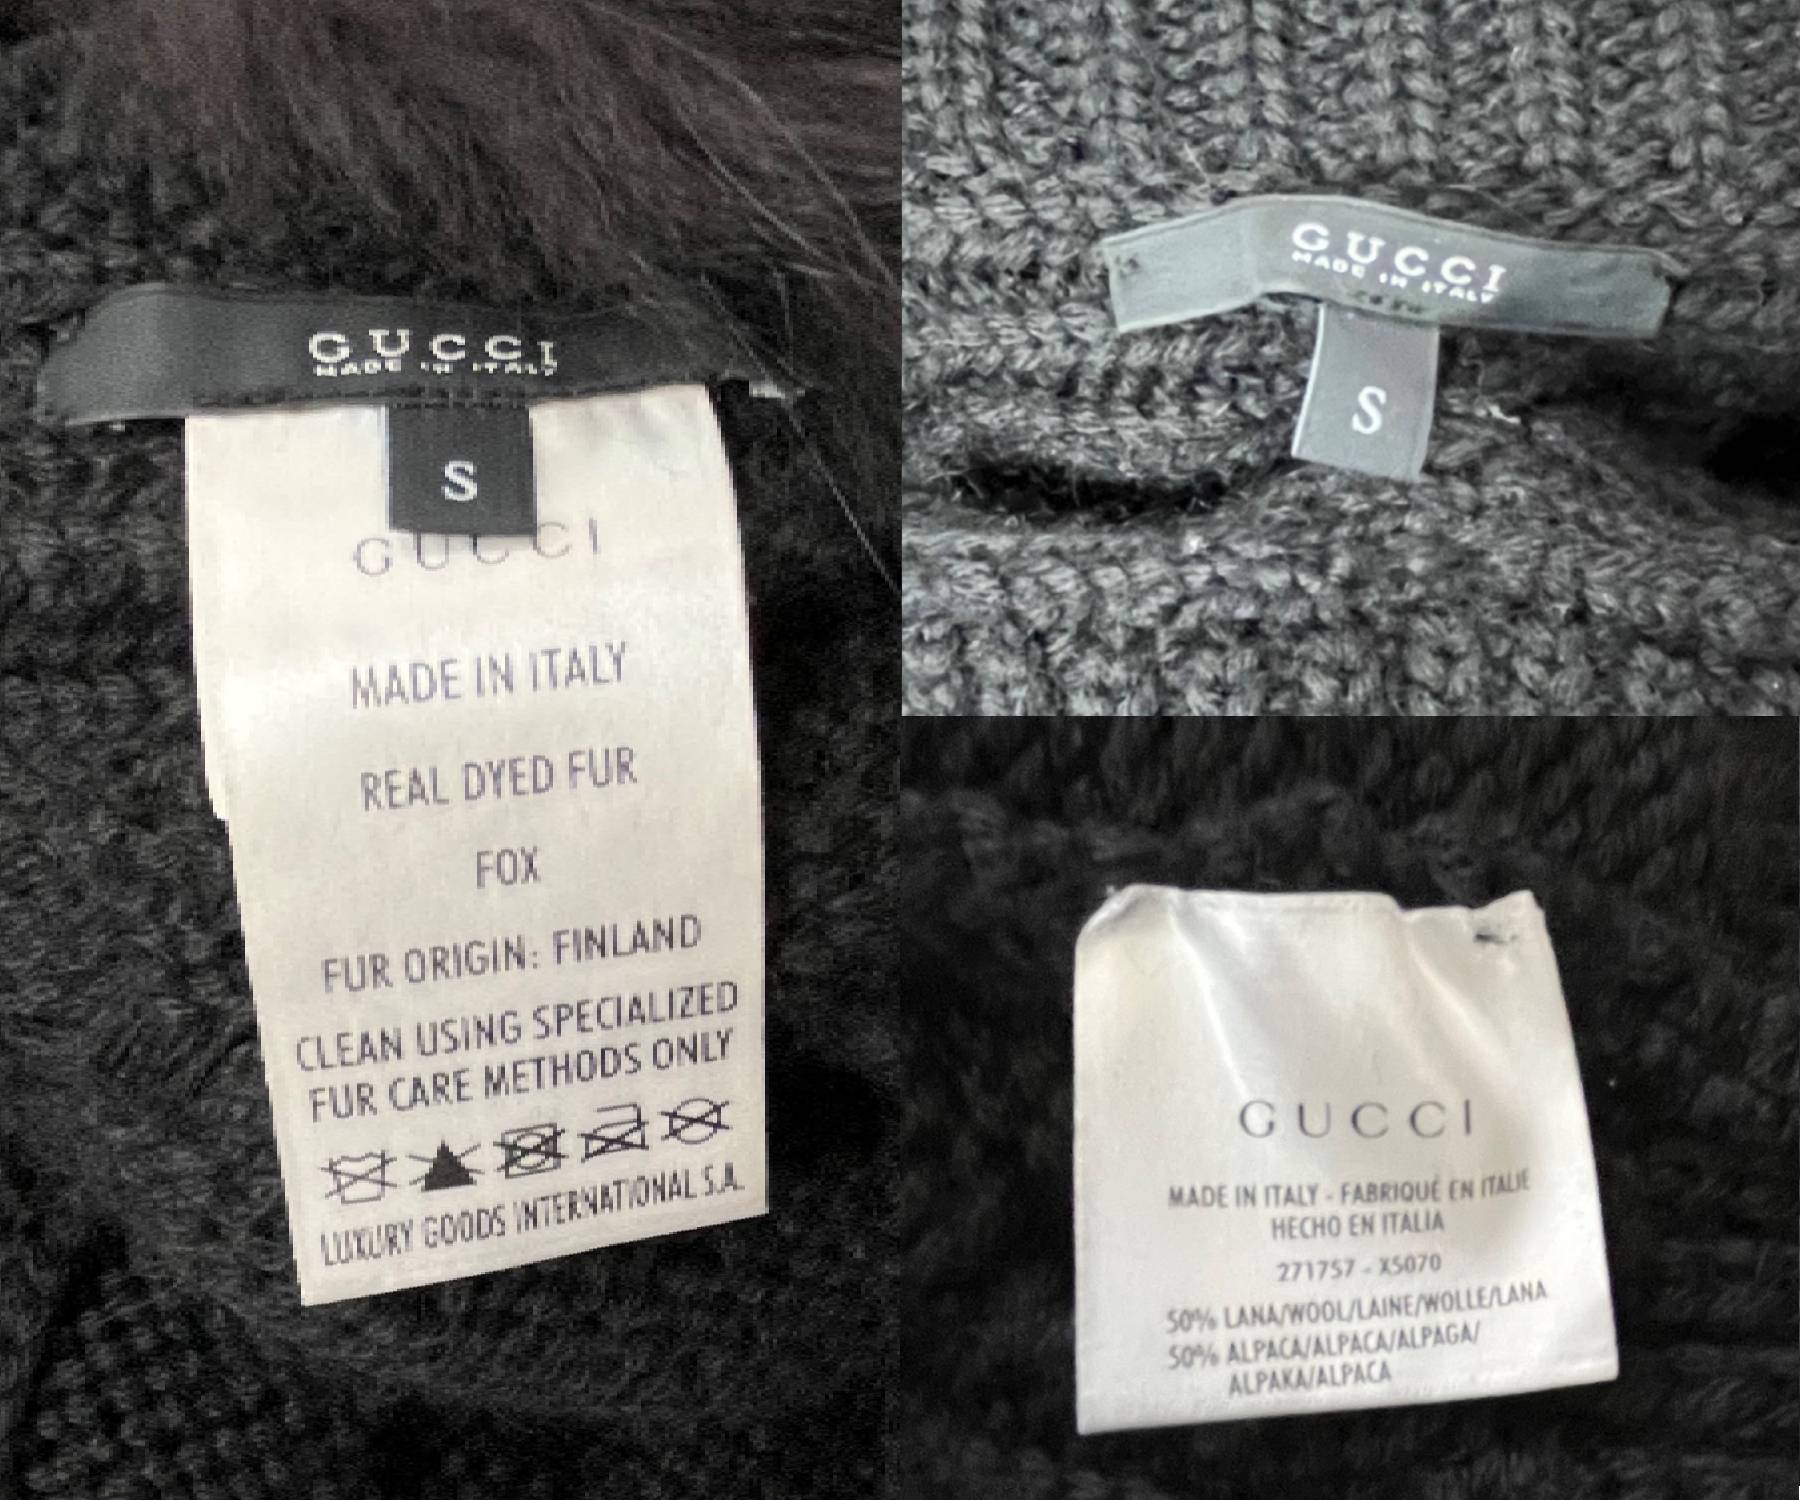 GUCCI
MADE IN ITALY
S
GUCCI
MADE IN ITALY
REAL DYED FUR
FOX
FUR ORIGIN: FINLAND
CLEAN USING SPECIALIZED
FUR CARE METHODS ONLY
LUXURY GOODS INTERNATIONAL S.A.
GUCCI
MADE IN ITALY
S
GUCCI
MADE IN ITALY - FABRIQUÉ EN ITALIE
HECHO EN ITALIA
271757 - X5070
50% LANA/WOOL/LAINE/WOLLE/LANA
50% ALPACA/ALPACA/ALPAGA/
ALPAKA/ALPACA